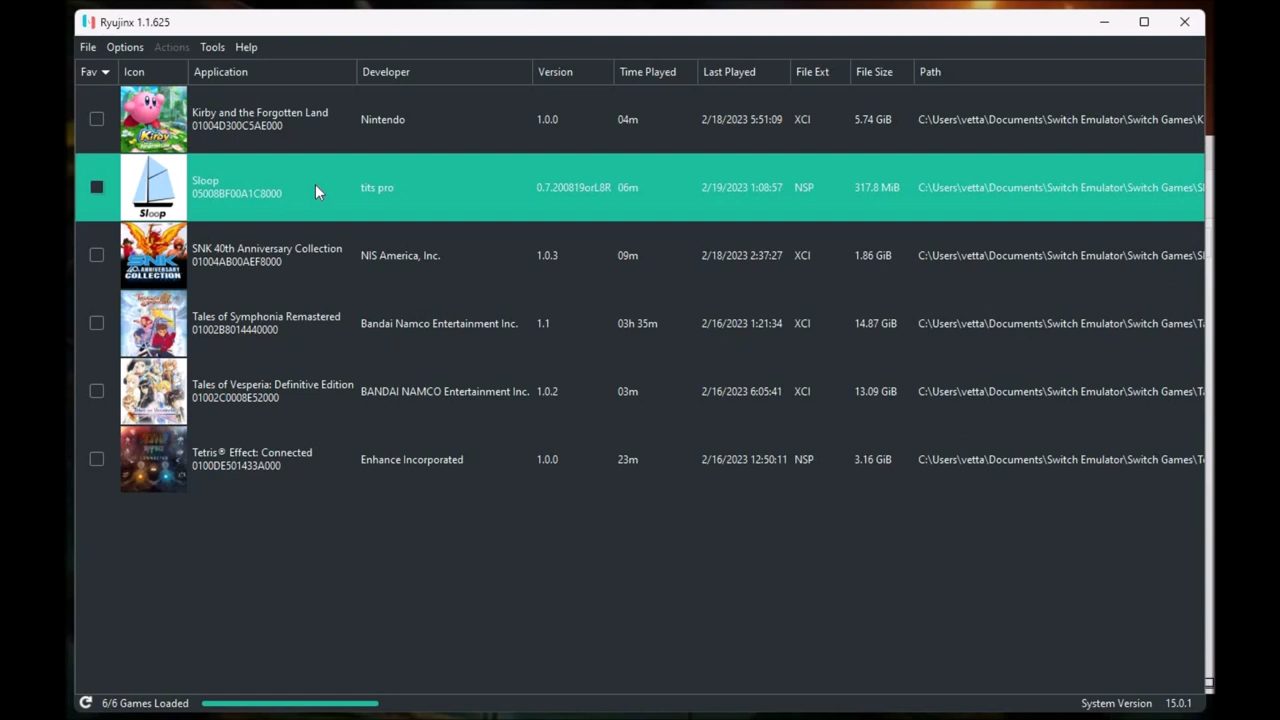 Ryujinx 1.1.625
File Options Actions Tools Help
Fav Icon Application Developer Version Time Played Last Played File Ext File Size Path
Kirby and the Forgotten Land
01004D300C5AE000
Nintendo 1.0.0 04m 2/18/2023 5:51:09 XCI 5.74 GiB C:\Users\vetta\Documents\Switch Emulator\Switch Games\K
Kirby
Sloop
05008BF00A1C8000
tits pro 0.7.200819orL8R 06m 2/19/2023 1:08:57 NSP 317.8 MiB C:\Users\vetta\Documents\Switch Emulator\Switch Games\Sl
Sloop
SNK 40th Anniversary Collection
01004AB00AEF8000
NIS America, Inc. 1.0.3 09m 2/18/2023 2:37:27 XCI 1.86 GiB C:\Users\vetta\Documents\Switch Emulator\Switch Games\S
SNK
40th ANNIVERSARY
COLLECTION
Tales of Symphonia Remastered
01002B8014440000
Bandai Namco Entertainment Inc. 1.1 03h 35m 2/16/2023 1:21:34 XCI 14.87 GiB C:\Users\vetta\Documents\Switch Emulator\Switch Games\T
Tales of Vesperia: Definitive Edition
01002C0008E52000
BANDAI NAMCO Entertainment Inc. 1.0.2 03m 2/16/2023 6:05:41 XCI 13.09 GiB C:\Users\vetta\Documents\Switch Emulator\Switch Games\T
Tetris® Effect: Connected
0100DE501433A000
Enhance Incorporated 1.0.0 23m 2/16/2023 12:50:11 NSP 3.16 GiB C:\Users\vetta\Documents\Switch Emulator\Switch Games\T
6/6 Games Loaded System Version 15.0.1